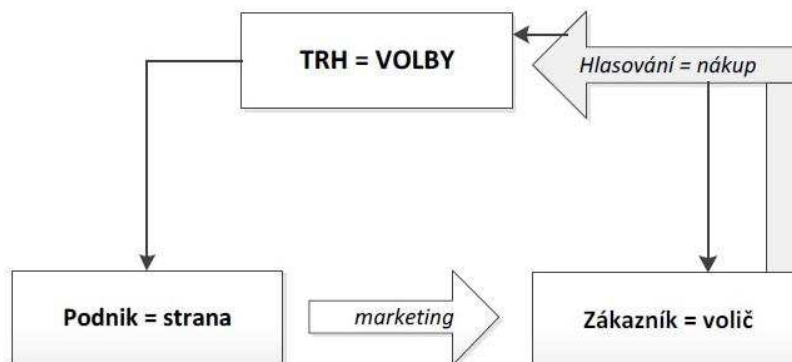 TRH = VOLBY
Hlasování = nákup
Podnik = strana
marketing
Zákazník = volič